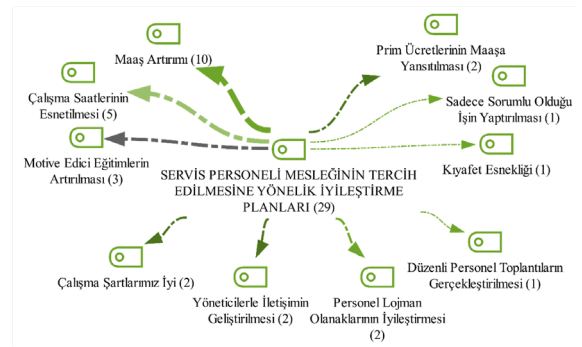 Maaş Artırımı (10)
Prim Ücretlerinin Maaşa
Yansıtılması (2)
Çalışma Saatlerinin
Esnetilmesi (5)
Sadece Sorumlu Olduğu
İşin Yaptırılması (1)
Motive Edici Eğitimlerin
Artırılması (3)
Kıyafet Esnekliği (1)
SERVİS PERSONELİ MESLEĞİNİN TERCİH
EDİLMESİNE YÖNELİK İYİLEŞTİRME
PLANLARI (29)
Çalışma Şartlarımız İyi (2)
Yöneticilerle İletişimin
Geliştirilmesi (2)
Personel Lojman
Olanaklarının İyileştirmesi
(2)
Düzenli Personel Toplantıların
Gerçekleştirilmesi (1)